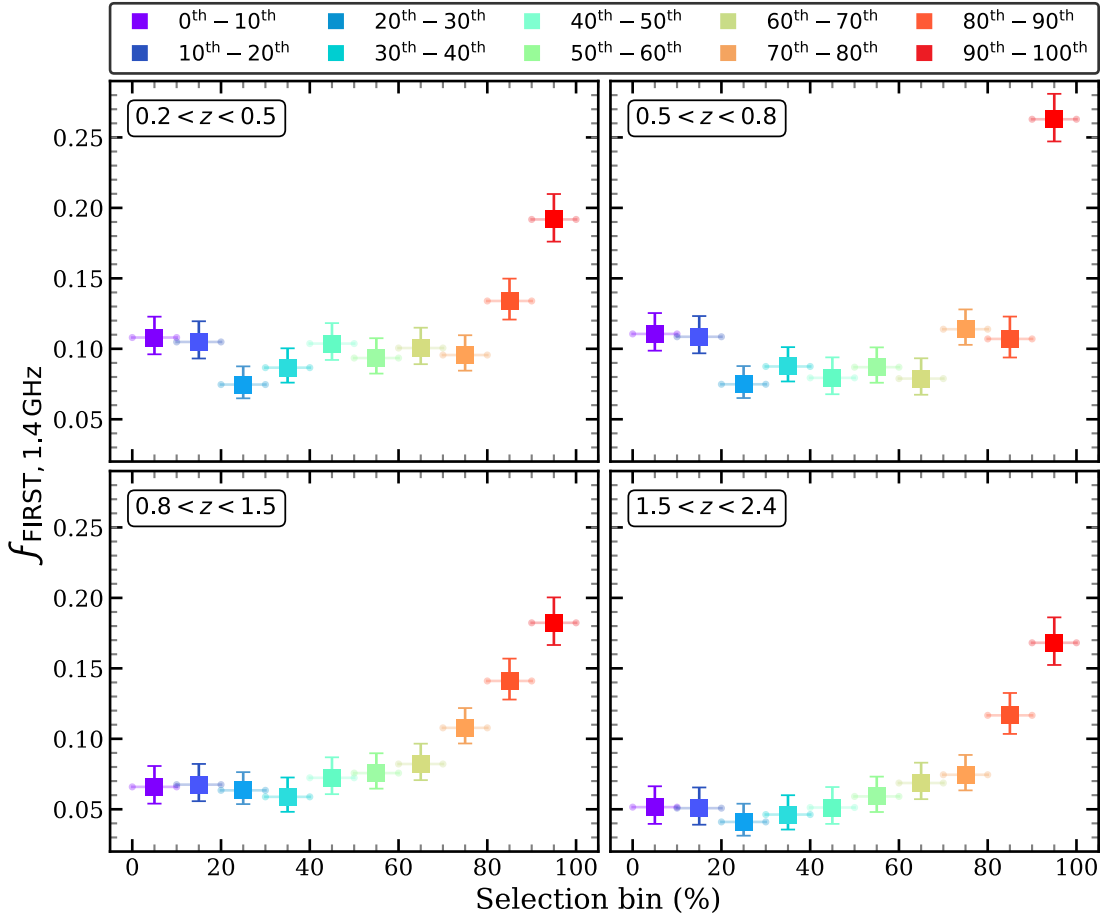 0th − 10th 20th − 30th 40th − 50th 60th − 70th 80th − 90th
10th − 20th 30th − 40th 50th − 60th 70th − 80th 90th − 100th
0.2 < z < 0.5 0.5 < z < 0.8
0.25
0.20
0.15
0.10
0.05
0.8 < z < 1.5 1.5 < z < 2.4
0.25
0.20
0.15
0.10
0.05
0 20 40 60 80 100 0 20 40 60 80 100
Selection bin (%)
fFIRST, 1.4 GHz